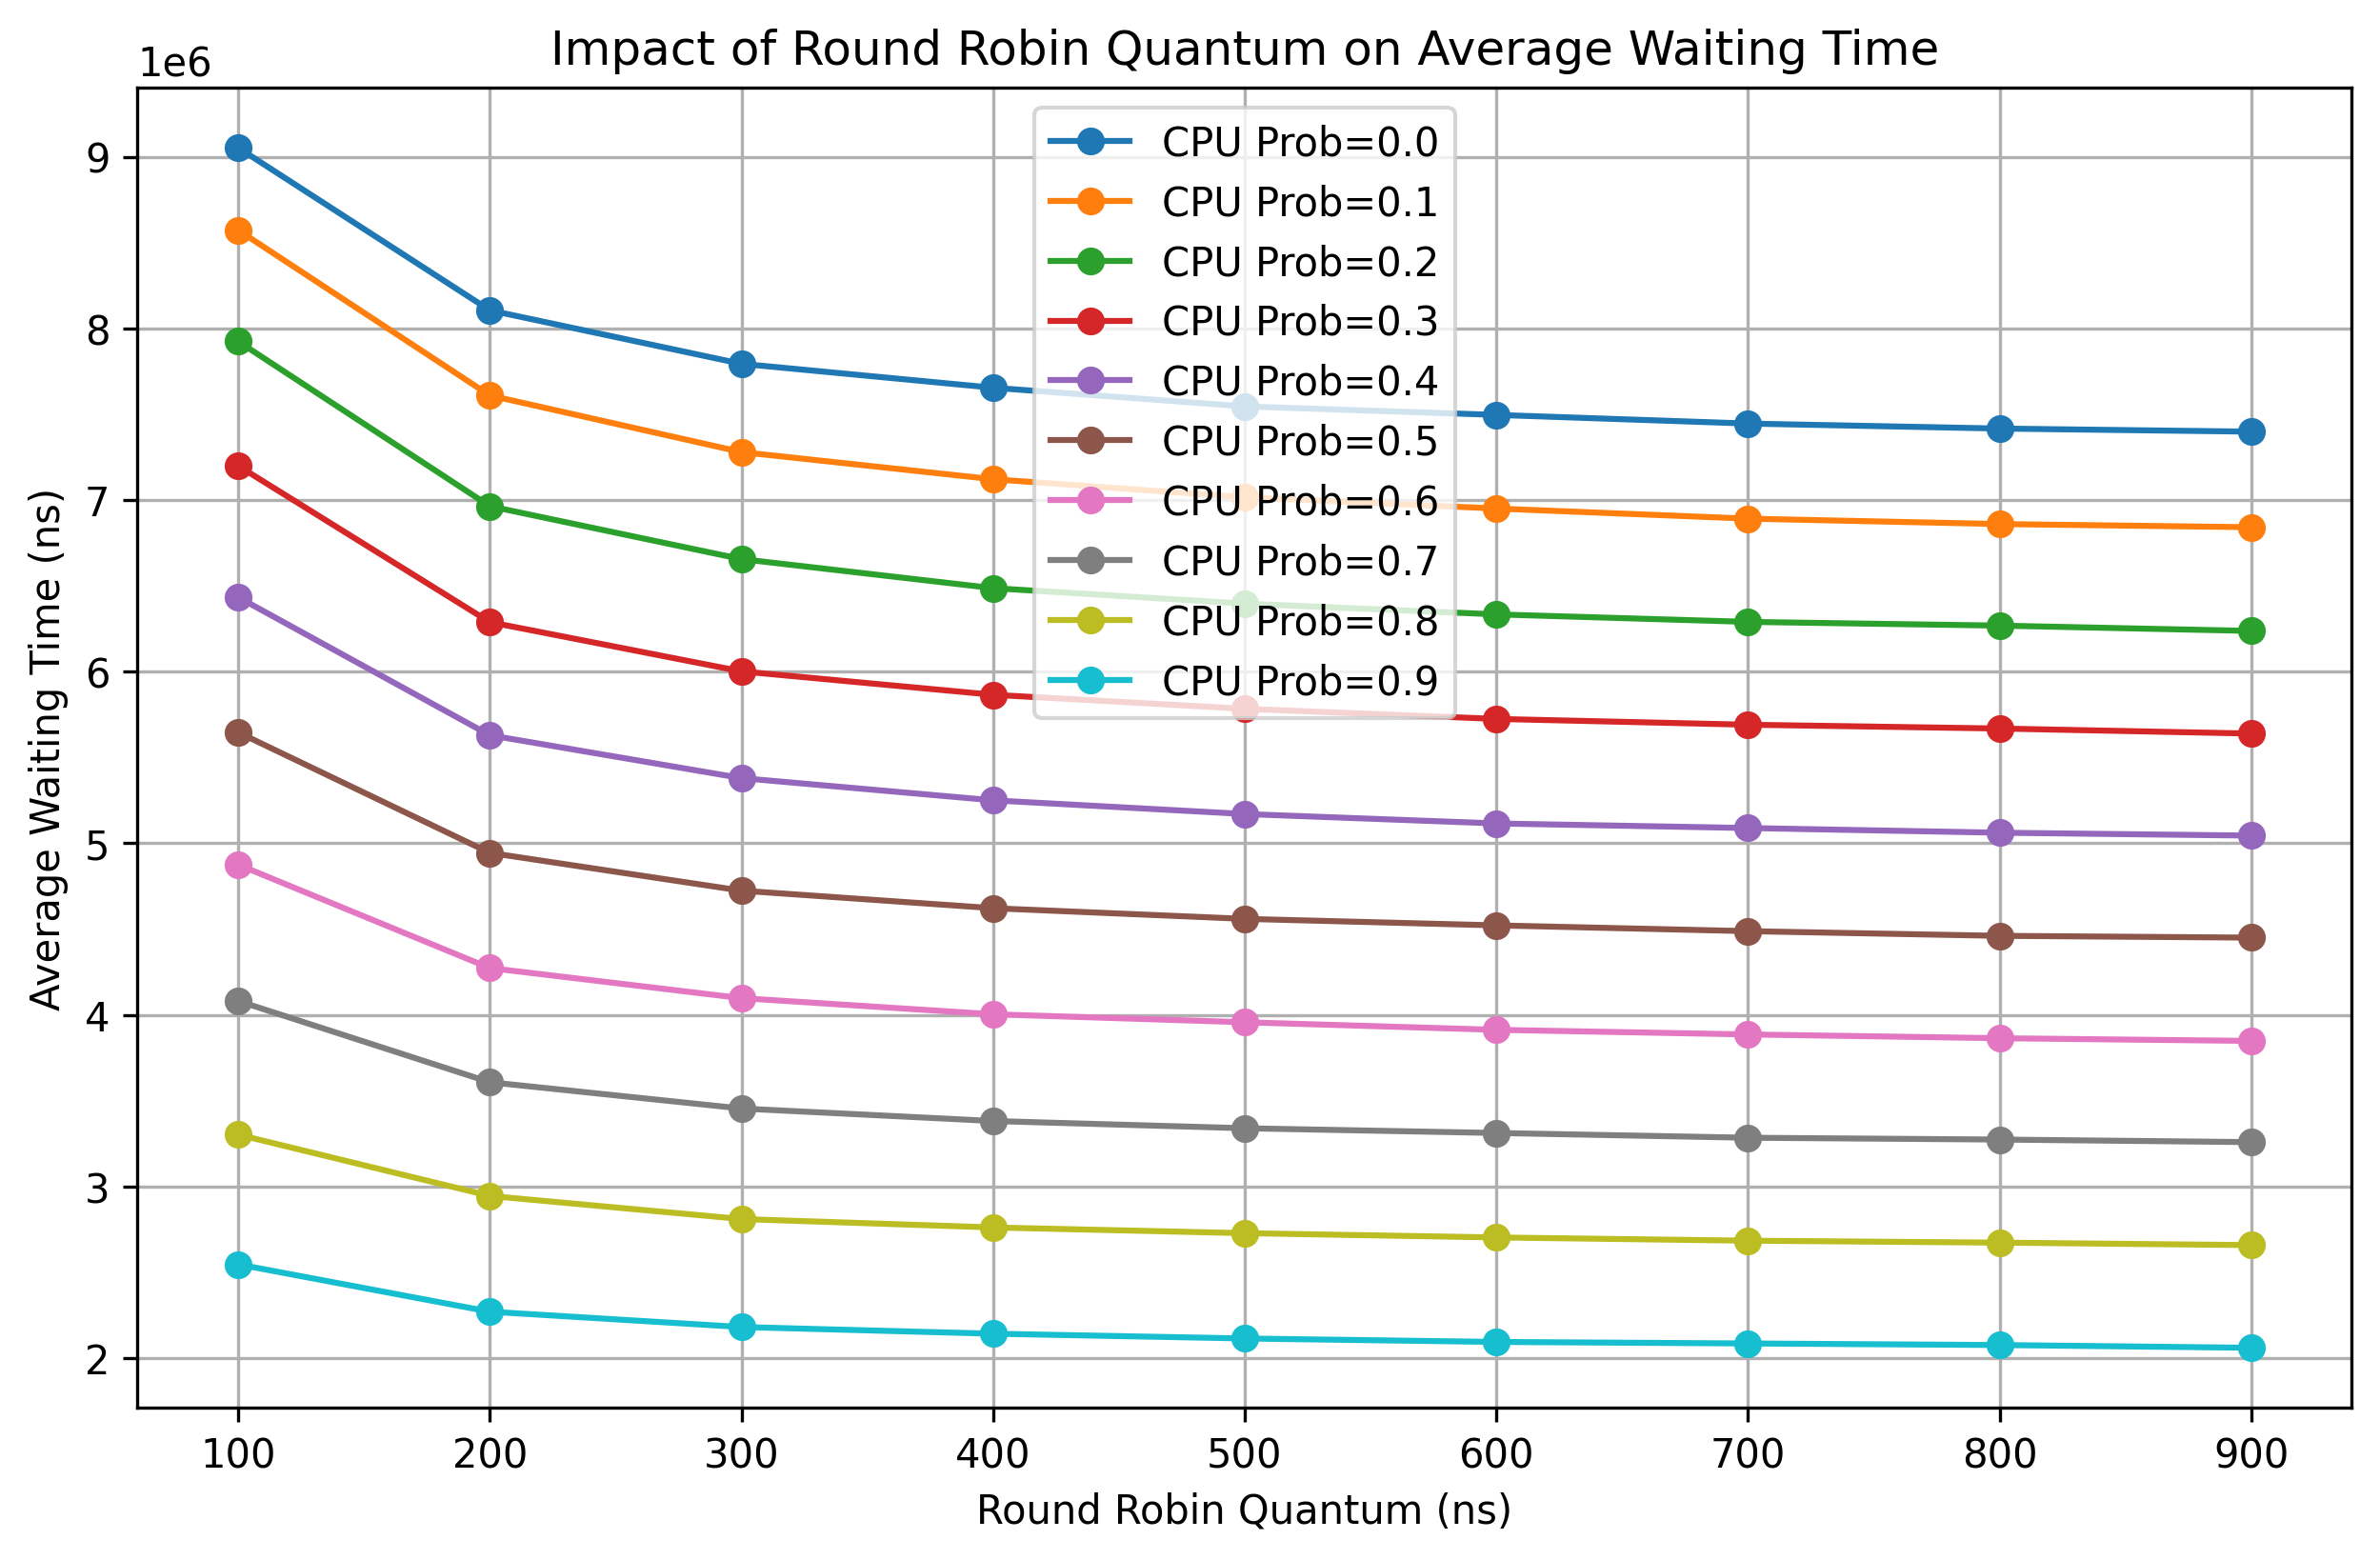 Impact of Round Robin Quantum on Average Waiting Time
1e6
9
8
7
6
5
4
3
2
Average Waiting Time (ns)
CPU Prob=0.0
CPU Prob=0.1
CPU Prob=0.2
CPU Prob=0.3
CPU Prob=0.4
CPU Prob=0.5
CPU Prob=0.6
CPU Prob=0.7
CPU Prob=0.8
CPU Prob=0.9
100 200 300 400 500 600 700 800 900
Round Robin Quantum (ns)